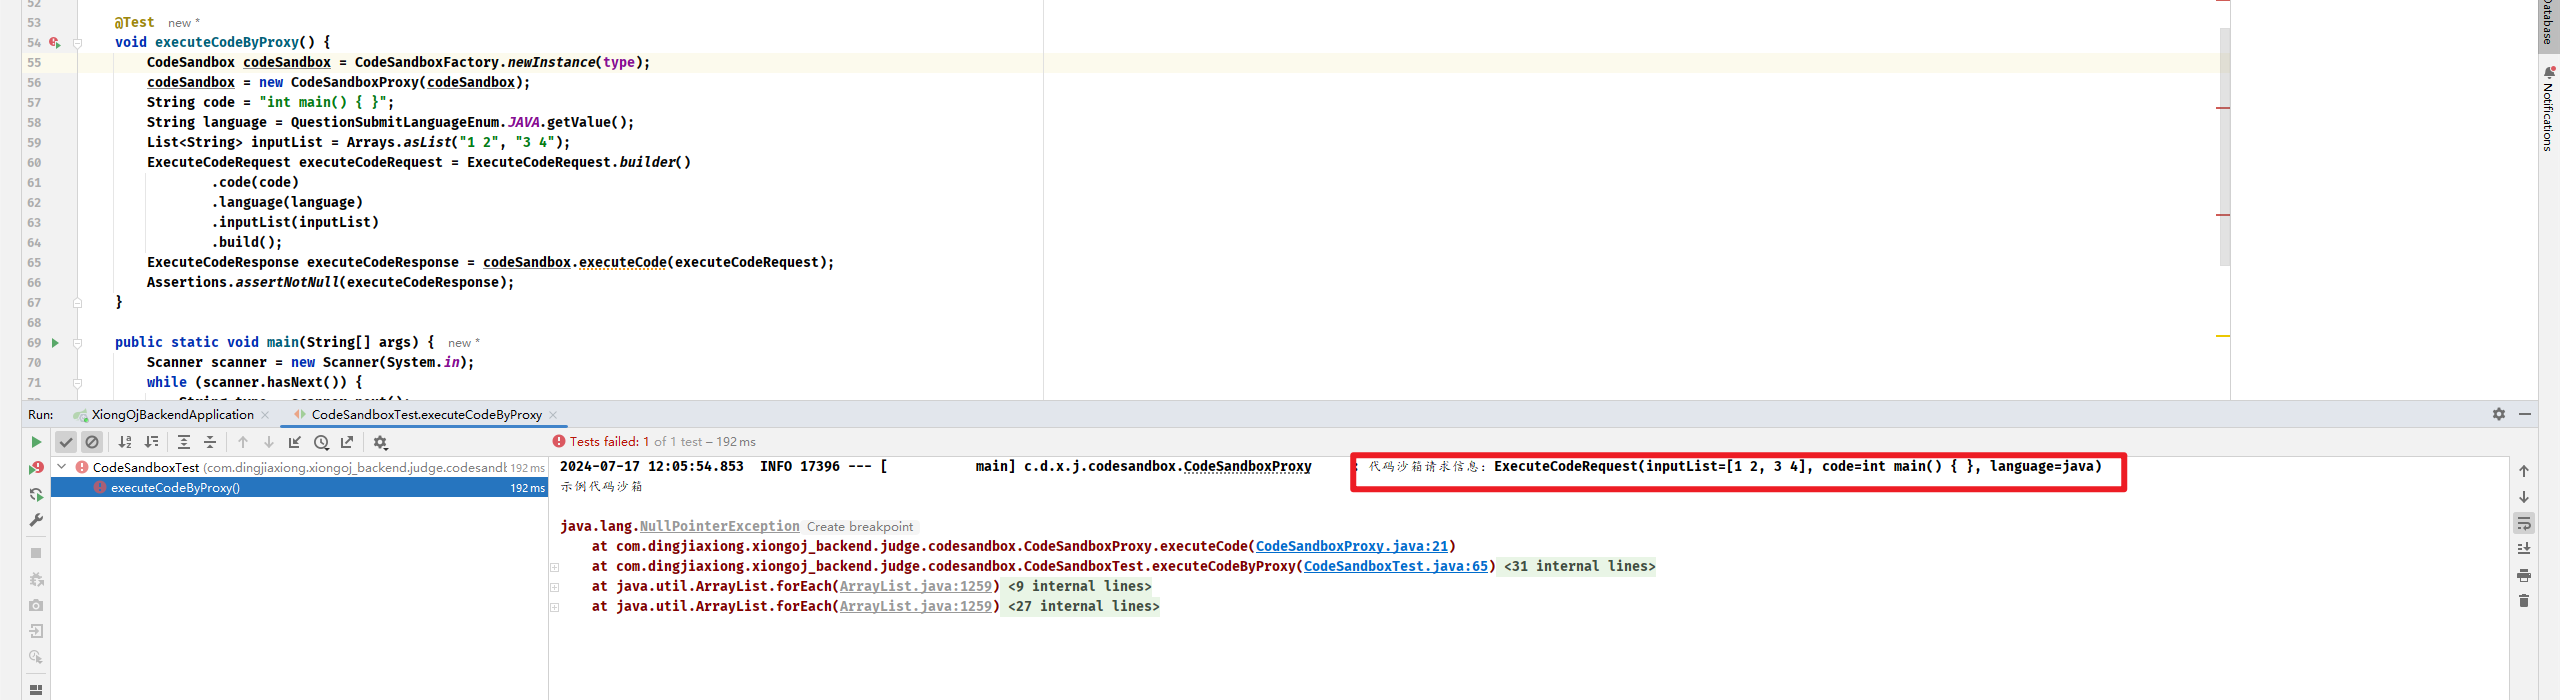 52
53 @Test new *
54 void executeCodeByProxy() {
55 CodeSandbox codeSandbox = CodeSandboxFactory.newInstance(type);
56 codeSandbox = new CodeSandboxProxy(codeSandbox);
57 String code = "int main() { }";
58 String language = QuestionSubmitLanguageEnum.JAVA.getValue();
59 List<String> inputList = Arrays.asList("1 2", "3 4");
60 ExecuteCodeRequest executeCodeRequest = ExecuteCodeRequest.builder()
61 .code(code)
62 .language(language)
63 .inputList(inputList)
64 .build();
65 ExecuteCodeResponse executeCodeResponse = codeSandbox.executeCode(executeCodeRequest);
66 Assertions.assertNotNull(executeCodeResponse);
67 }
68
69 public static void main(String[] args) { new *
70 Scanner scanner = new Scanner(System.in);
71 while (scanner.hasNext()) {
Database
Notifications
Run: XiongOjBackendApplication CodeSandboxTest.executeCodeByProxy
Tests failed: 1 of 1 test – 192 ms
CodeSandboxTest (com.dingjiaxiong.xiongoj_backend.judge.codesandb 192 ms
executeCodeByProxy() 192 ms
2024-07-17 12:05:54.853 INFO 17396 --- [ main] c.d.x.j.codesandbox.CodeSandboxProxy : 代码沙箱请求信息：ExecuteCodeRequest(inputList=[1 2, 3 4], code=int main() { }, language=java)
示例代码沙箱
java.lang.NullPointerException Create breakpoint
at com.dingjiaxiong.xiongoj_backend.judge.codesandbox.CodeSandboxProxy.executeCode(CodeSandboxProxy.java:21)
at com.dingjiaxiong.xiongoj_backend.judge.codesandbox.CodeSandboxTest.executeCodeByProxy(CodeSandboxTest.java:65) <31 internal lines>
at java.util.ArrayList.forEach(ArrayList.java:1259) <9 internal lines>
at java.util.ArrayList.forEach(ArrayList.java:1259) <27 internal lines>